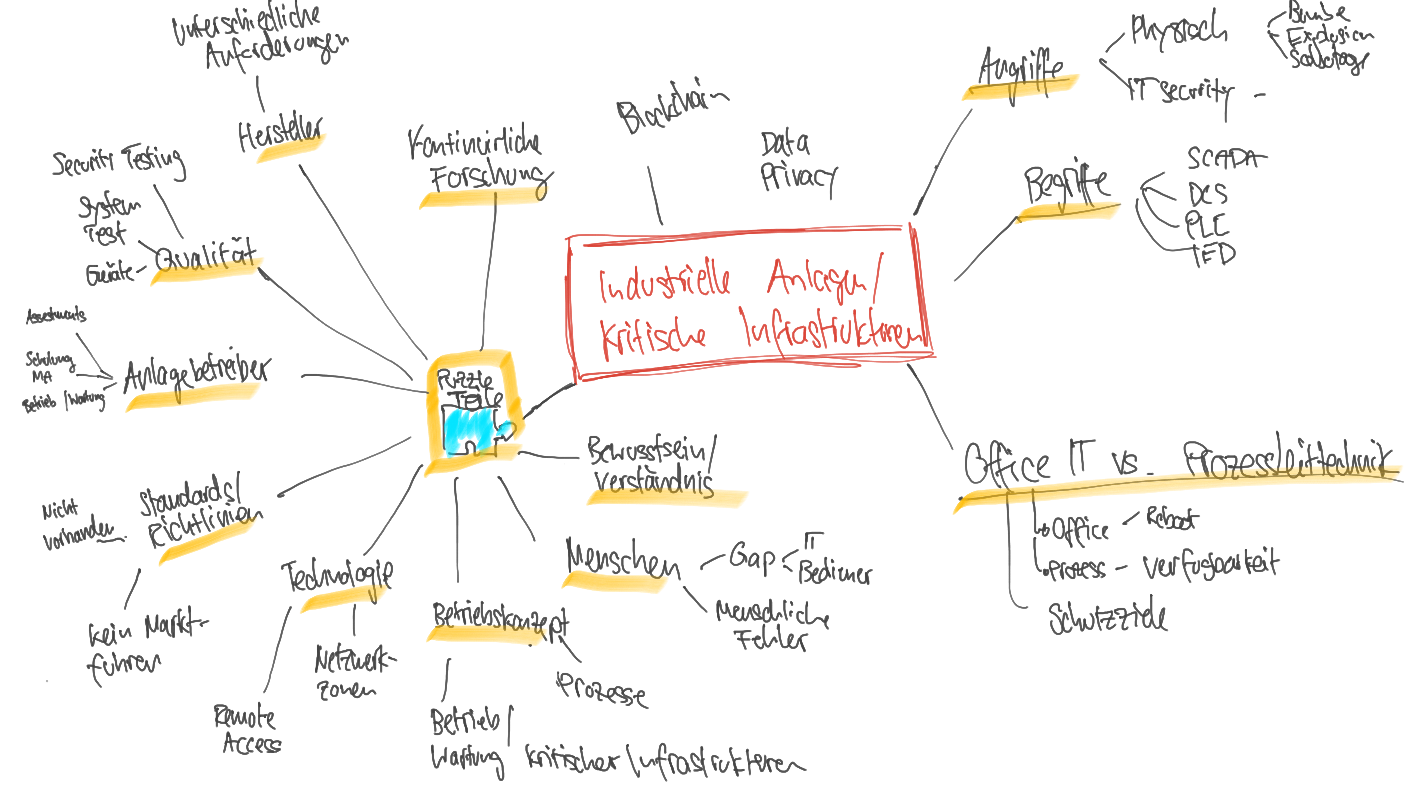 Unterschiedliche
Anforderungen
Hersteller
Security Testing
System
Test
Geräte
Qualität
Kontinuirliche
Forschung
Blockchain
Data
Privacy
Angriffe
Physisch
Bombe
Explosion
Sabotage
IT security
Begriffe
SCADA
DCS
PLC
IED
Industrielle Anlagen/
Kritische Infrastrukturen
Assessments
Schulung
MA
Betrieb/Wartung
Anlagebetreiber
Puzzle
Teile
Bewusstsein/
Verständnis
Office IT vs. Prozessleittechnik
Office
Reboot
Prozess - Verfügbarkeit
Schutzziele
Nicht
vorhanden
Standards/
Richtlinien
Kein Markt-
führer
Technologie
Netzwerk-
zonen
Remote
Access
Betriebskonzept
Prozesse
Betrieb/
Wartung kritischer Infrastrukturen
Menschen
Gap
IT
Bediener
Menschliche
Fehler